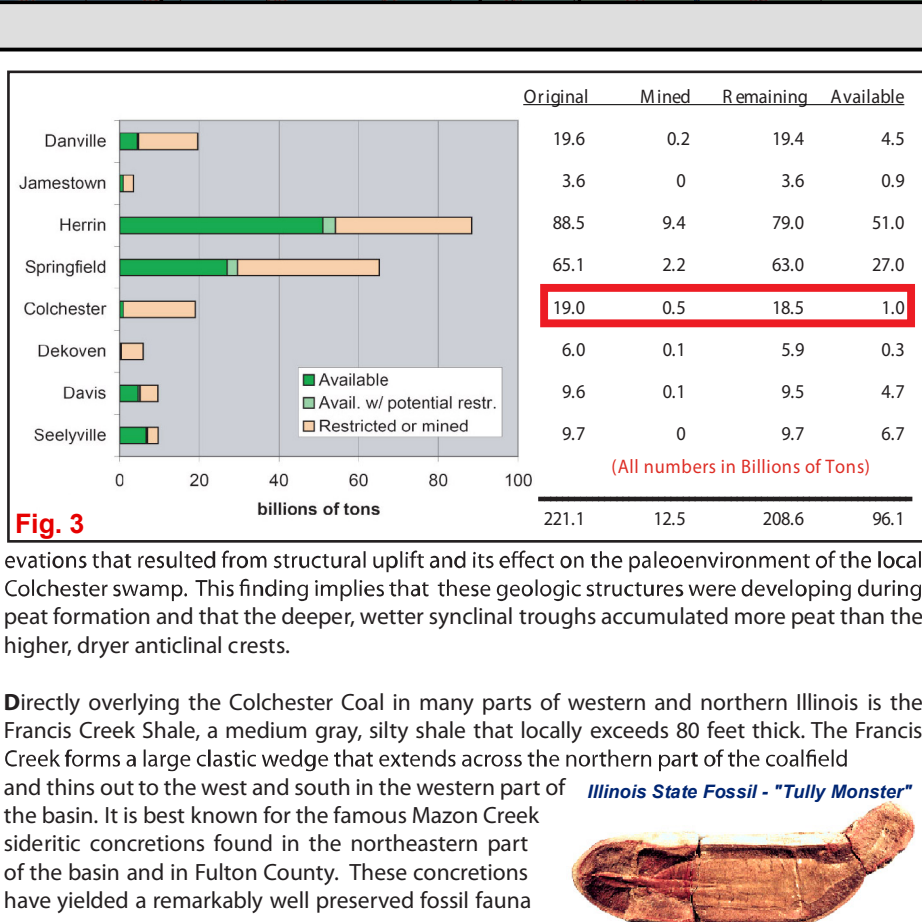 Original Mined Remaining Available
Danville 19.6 0.2 19.4 4.5
Jamestown 3.6 0 3.6 0.9
Herrin 88.5 9.4 79.0 51.0
Springfield 65.1 2.2 63.0 27.0
Colchester 19.0 0.5 18.5 1.0
Dekoven 6.0 0.1 5.9 0.3
Davis 9.6 0.1 9.5 4.7
Seelyville 9.7 0 9.7 6.7
Available
Avail. w/ potential restr.
Restricted or mined
0 20 40 60 80 100
billions of tons
(All numbers in Billions of Tons)
Fig. 3
221.1 12.5 208.6 96.1
evations that resulted from structural uplift and its effect on the paleoenvironment of the local
Colchester swamp. This finding implies that these geologic structures were developing during
peat formation and that the deeper, wetter synclinal troughs accumulated more peat than the
higher, dryer anticlinal crests.
Directly overlying the Colchester Coal in many parts of western and northern Illinois is the
Francis Creek Shale, a medium gray, silty shale that locally exceeds 80 feet thick. The Francis
Creek forms a large clastic wedge that extends across the northern part of the coalfield
and thins out to the west and south in the western part of
the basin. It is best known for the famous Mazon Creek
sideritic concretions found in the northeastern part
of the basin and in Fulton County. These concretions
have yielded a remarkably well preserved fossil fauna
Illinois State Fossil - "Tully Monster"